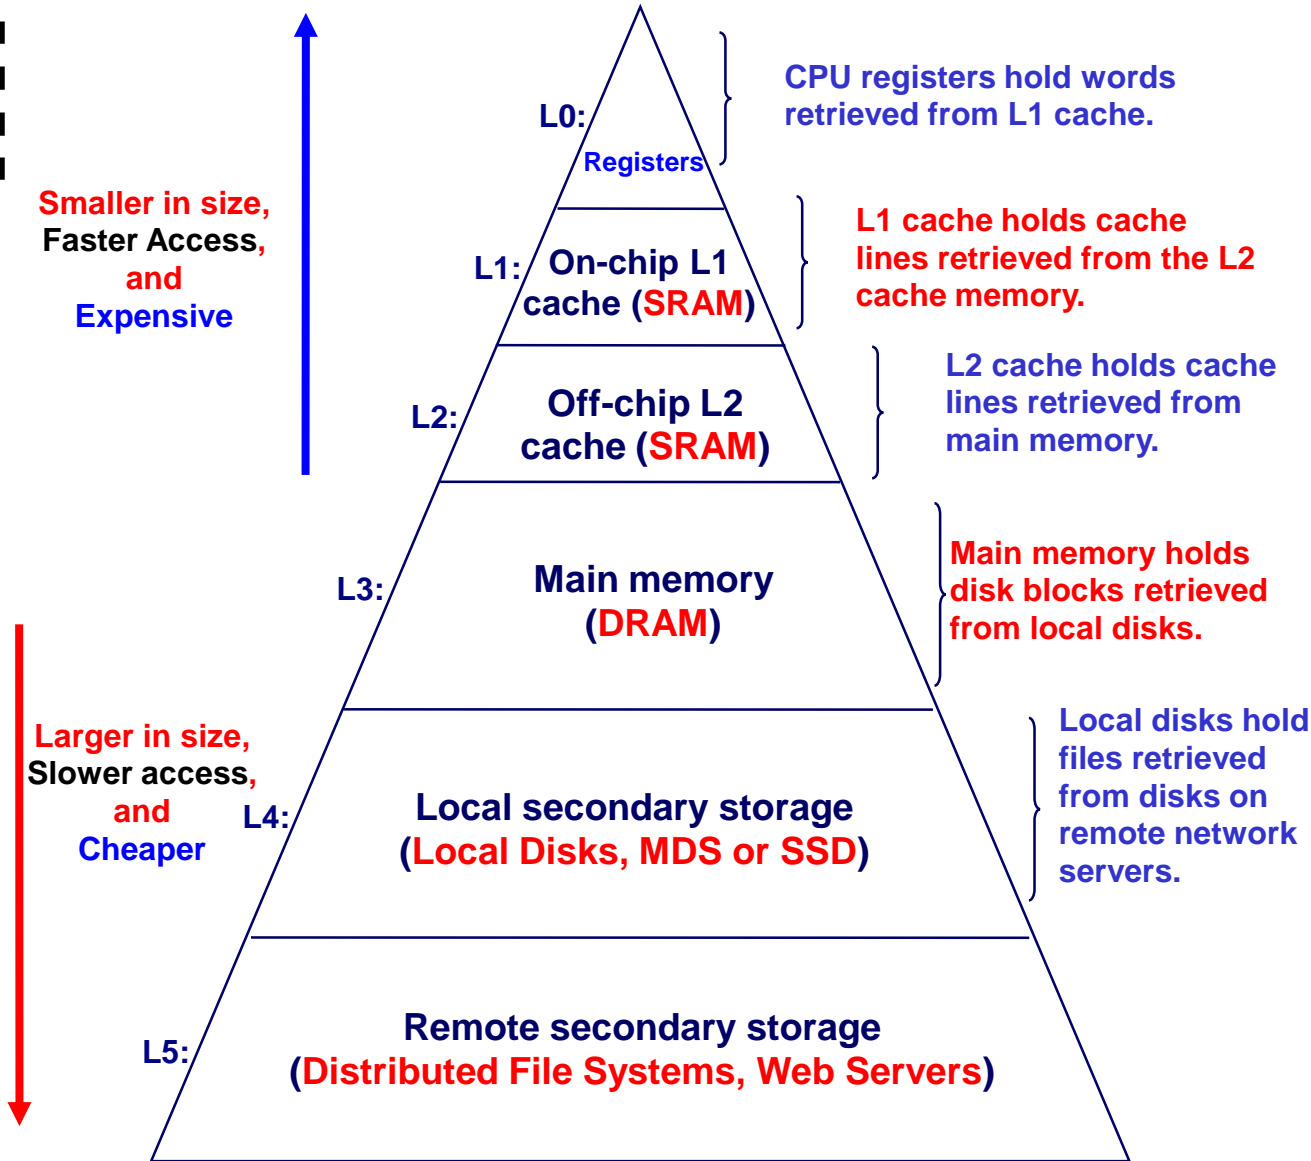 CPU registers hold words
retrieved from L1 cache.
L0:
Registers
Smaller in size,
Faster Access,
and
Expensive
L1 cache holds cache
lines retrieved from the L2
cache memory.
L1:
On-chip L1
cache (SRAM)
L2 cache holds cache
lines retrieved from
main memory.
L2:
Off-chip L2
cache (SRAM)
Main memory holds
disk blocks retrieved
from local disks.
L3:
Main memory
(DRAM)
Larger in size,
Slower access,
and
Cheaper
Local disks hold
files retrieved
from disks on
remote network
servers.
L4:
Local secondary storage
(Local Disks, MDS or SSD)
L5:
Remote secondary storage
(Distributed File Systems, Web Servers)